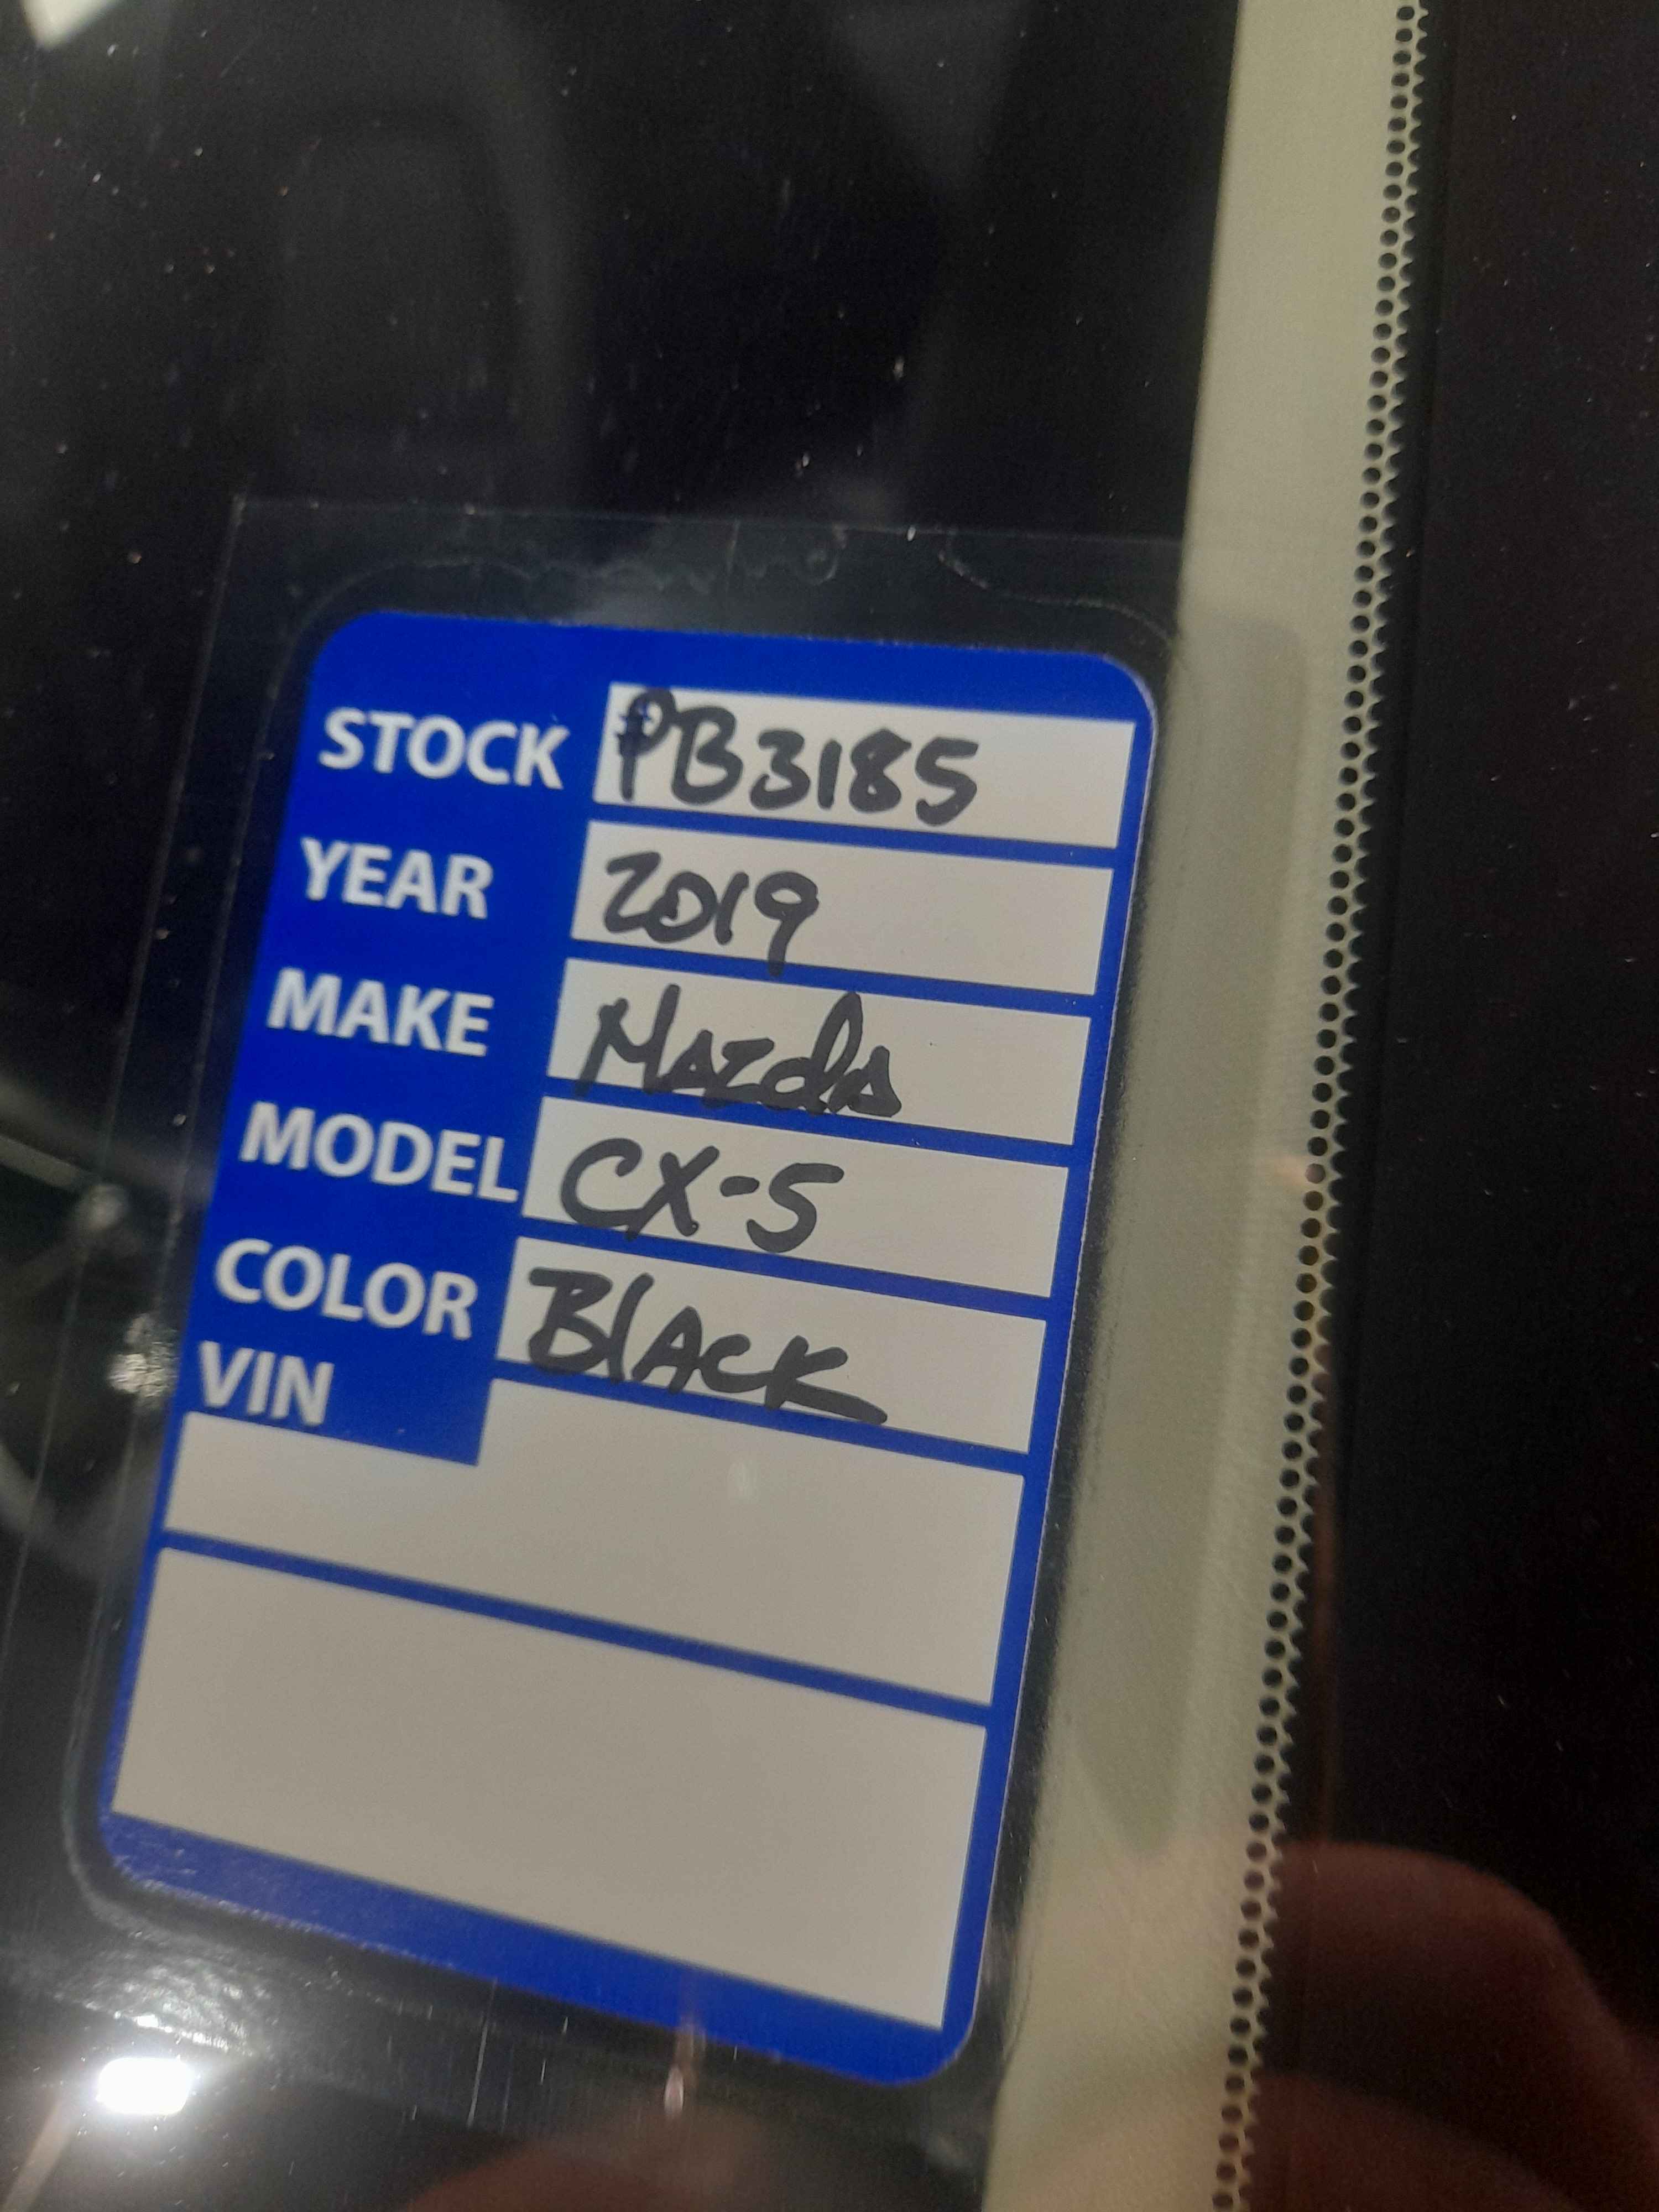 STOCK #PB3185
YEAR 2019
MAKE Mazda
MODEL CX-5
COLOR BlACK
VIN